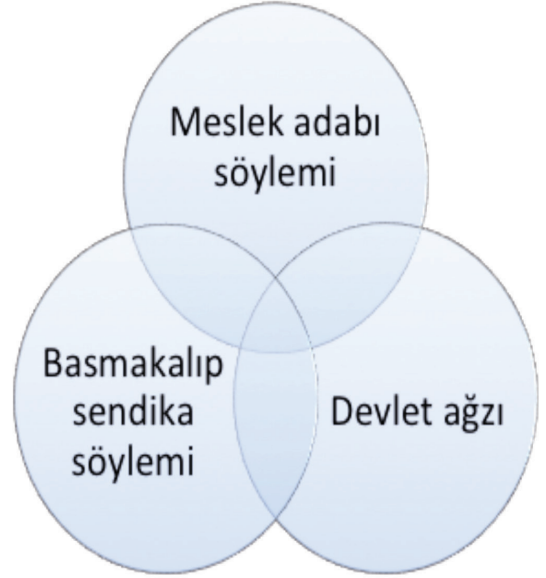 Meslek adabı
söylemi
Basmakalıp
sendika
söylemi
Devlet ağzı